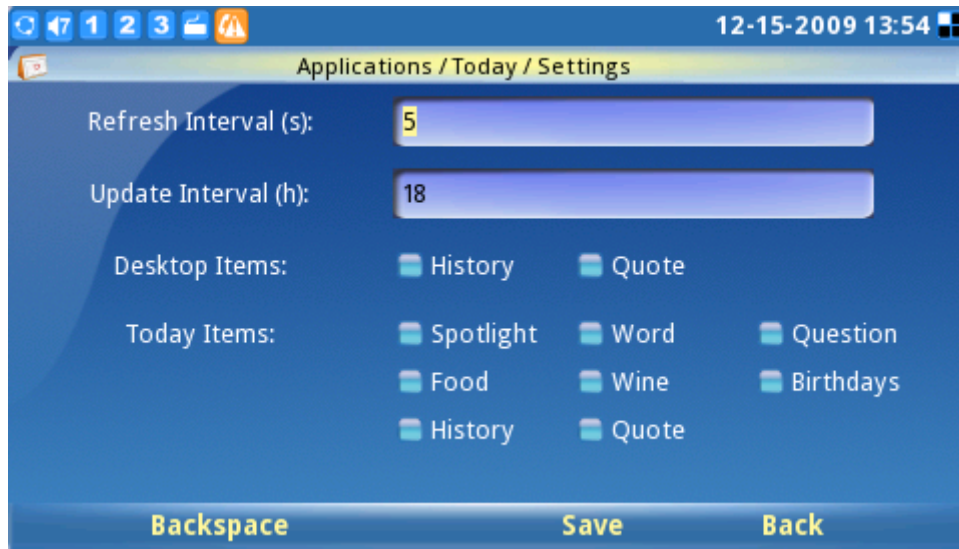 7 1 2 3 12-15-2009 13:54
Applications / Today / Settings
Refresh Interval (s): 5
Update Interval (h): 18
Desktop Items: History Quote
Today Items: Spotlight Word Question
Food Wine Birthdays
History Quote
Backspace Save Back